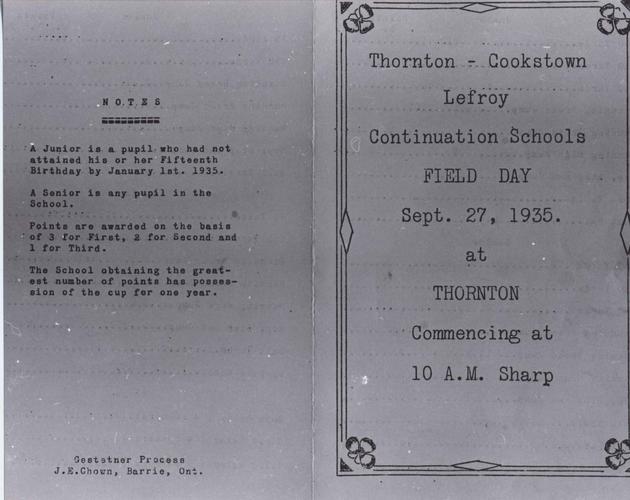 NOTES
A Junior is a pupil who had not
attained his or her Fifteenth
Birthday by January 1st. 1935.
A Senior is any pupil in the
School.
Points are awarded on the basis
of 3 for First, 2 for Second and
1 for Third.
The School obtaining the great-
est number of points has posses-
sion of the cup for one year.
Gestetner Process
J.E.Chown, Barrie, Ont.
Thornton - Cookstown
Lefroy
Continuation Schools
FIELD DAY
Sept. 27, 1935.
at
THORNTON
Commencing at
10 A.M. Sharp